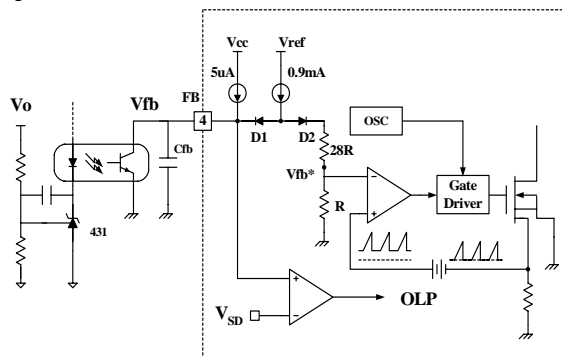 Vcc
Vref
5uA
0.9mA
Vo
Vfb
FB
4
Cfb
D1
D2
28R
Vfb*
R
OSC
Gate
Driver
431
OLP
VSD